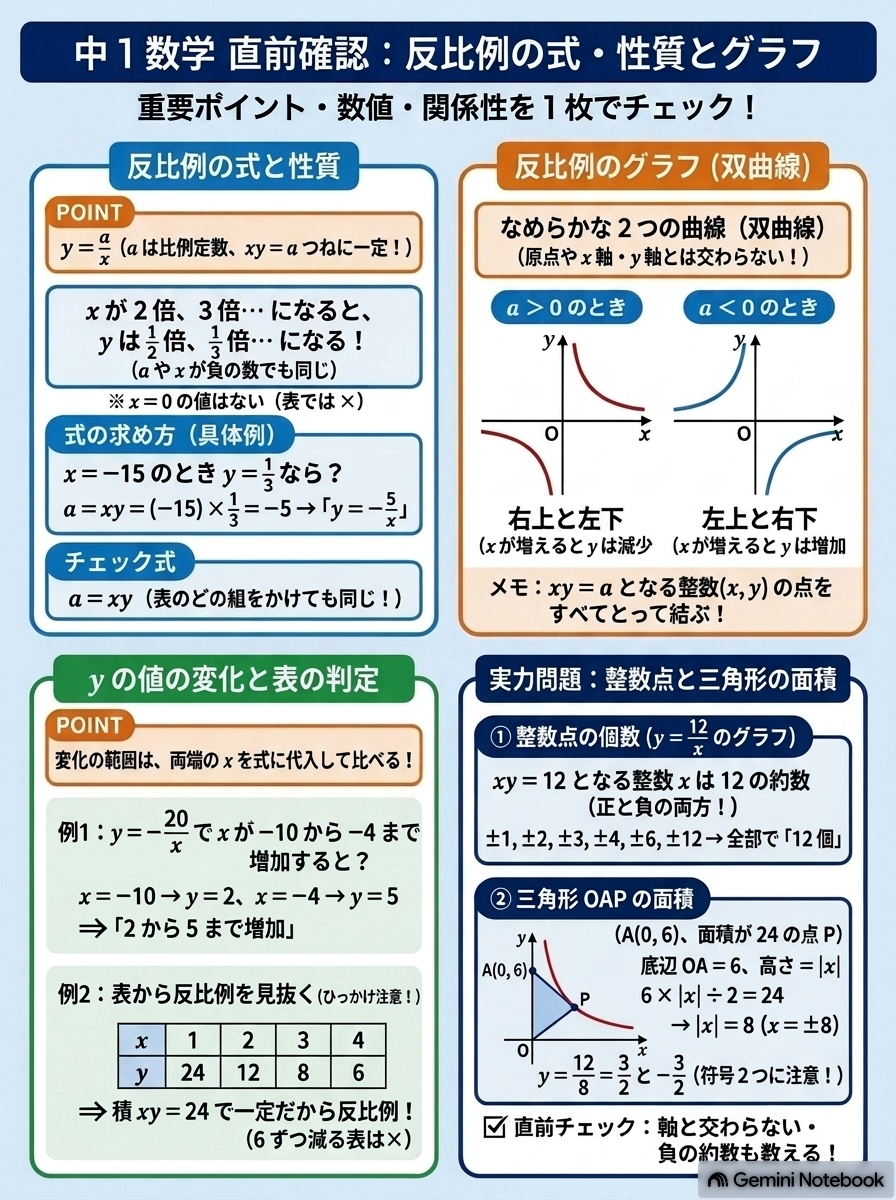 中1数学 直前確認：反比例の式・性質とグラフ
重要ポイント・数値・関係性を1枚でチェック！
反比例の式と性質
POINT
y = a/x（aは比例定数、xy = a つねに一定！）
xが2倍、3倍… になると、
yは1/2倍、1/3倍… になる！
（aやxが負の数でも同じ）
※ x = 0 の値はない（表では×）
式の求め方（具体例）
x = −15 のとき y = 1/3 なら？
a = xy = (−15) × 1/3 = −5 → 「y = −5/x」
チェック式
a = xy（表のどの組をかけても同じ！）
反比例のグラフ (双曲線)
なめらかな2つの曲線（双曲線）
（原点やx軸・y軸とは交わらない！）
a > 0 のとき
y
O
x
右上と左下
（xが増えるとyは減少
a < 0 のとき
y
O
x
左上と右下
（xが増えるとyは増加
メモ：xy = a となる整数(x, y) の点を
すべてとって結ぶ！
yの値の変化と表の判定
POINT
変化の範囲は、両端のxを式に代入して比べる！
例1：y = −20/x で x が −10 から −4 まで
増加すると？
x = −10 → y = 2、x = −4 → y = 5
⇒「2から5まで増加」
例2：表から反比例を見抜く（ひっかけ注意！）
x 1 2 3 4
y 24 12 8 6
⇒ 積 xy = 24 で一定だから反比例！
（6ずつ減る表は×）
実力問題：整数点と三角形の面積
① 整数点の個数 (y = 12/x のグラフ)
xy = 12 となる整数 x は 12 の約数
（正と負の両方！）
±1, ±2, ±3, ±4, ±6, ±12 → 全部で「12個」
② 三角形 OAP の面積
（A(0, 6)、面積が 24 の点 P）
y
A(0, 6)
P
O
x
底辺 OA = 6、高さ = |x|
6 × |x| ÷ 2 = 24
→ |x| = 8 (x = ±8)
y = 12/8 = 3/2 と −3/2（符号2つに注意！）
☑ 直前チェック：軸と交わらない・
負の約数も数える！
Gemini Notebook